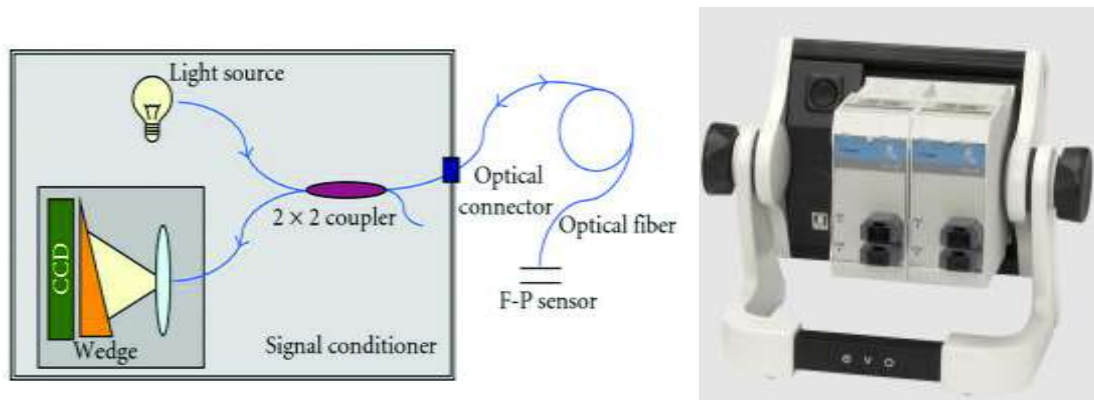 Light source
Optical
connector
2 × 2 coupler
Optical fiber
CCD
F-P sensor
Wedge
Signal conditioner